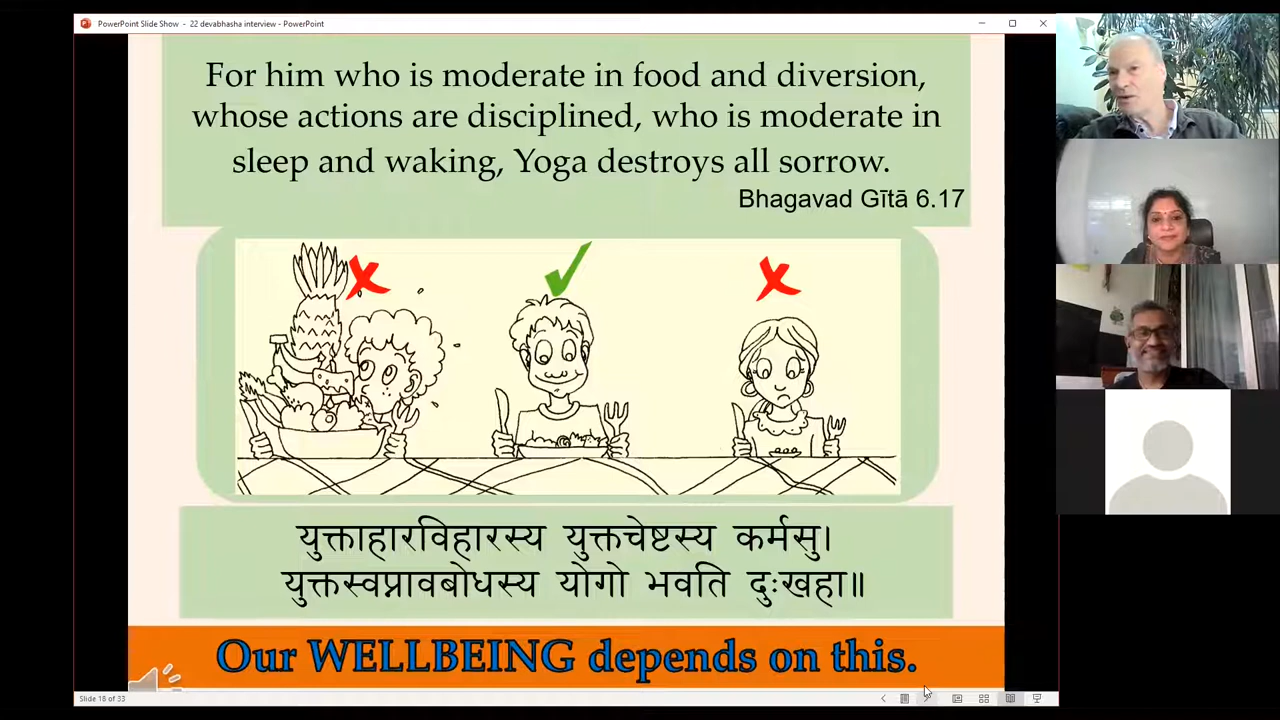 PowerPoint Slide Show - 22 devabhasha interview - PowerPoint
For him who is moderate in food and diversion,
whose actions are disciplined, who is moderate in
sleep and waking, Yoga destroys all sorrow.
Bhagavad Gītā 6.17
युक्ताहारविहारस्य युक्तचेष्टस्य कर्मसु।
युक्तस्वप्नावबोधस्य योगो भवति दुःखहा॥
Our WELLBEING depends on this.
Slide 18 of 33